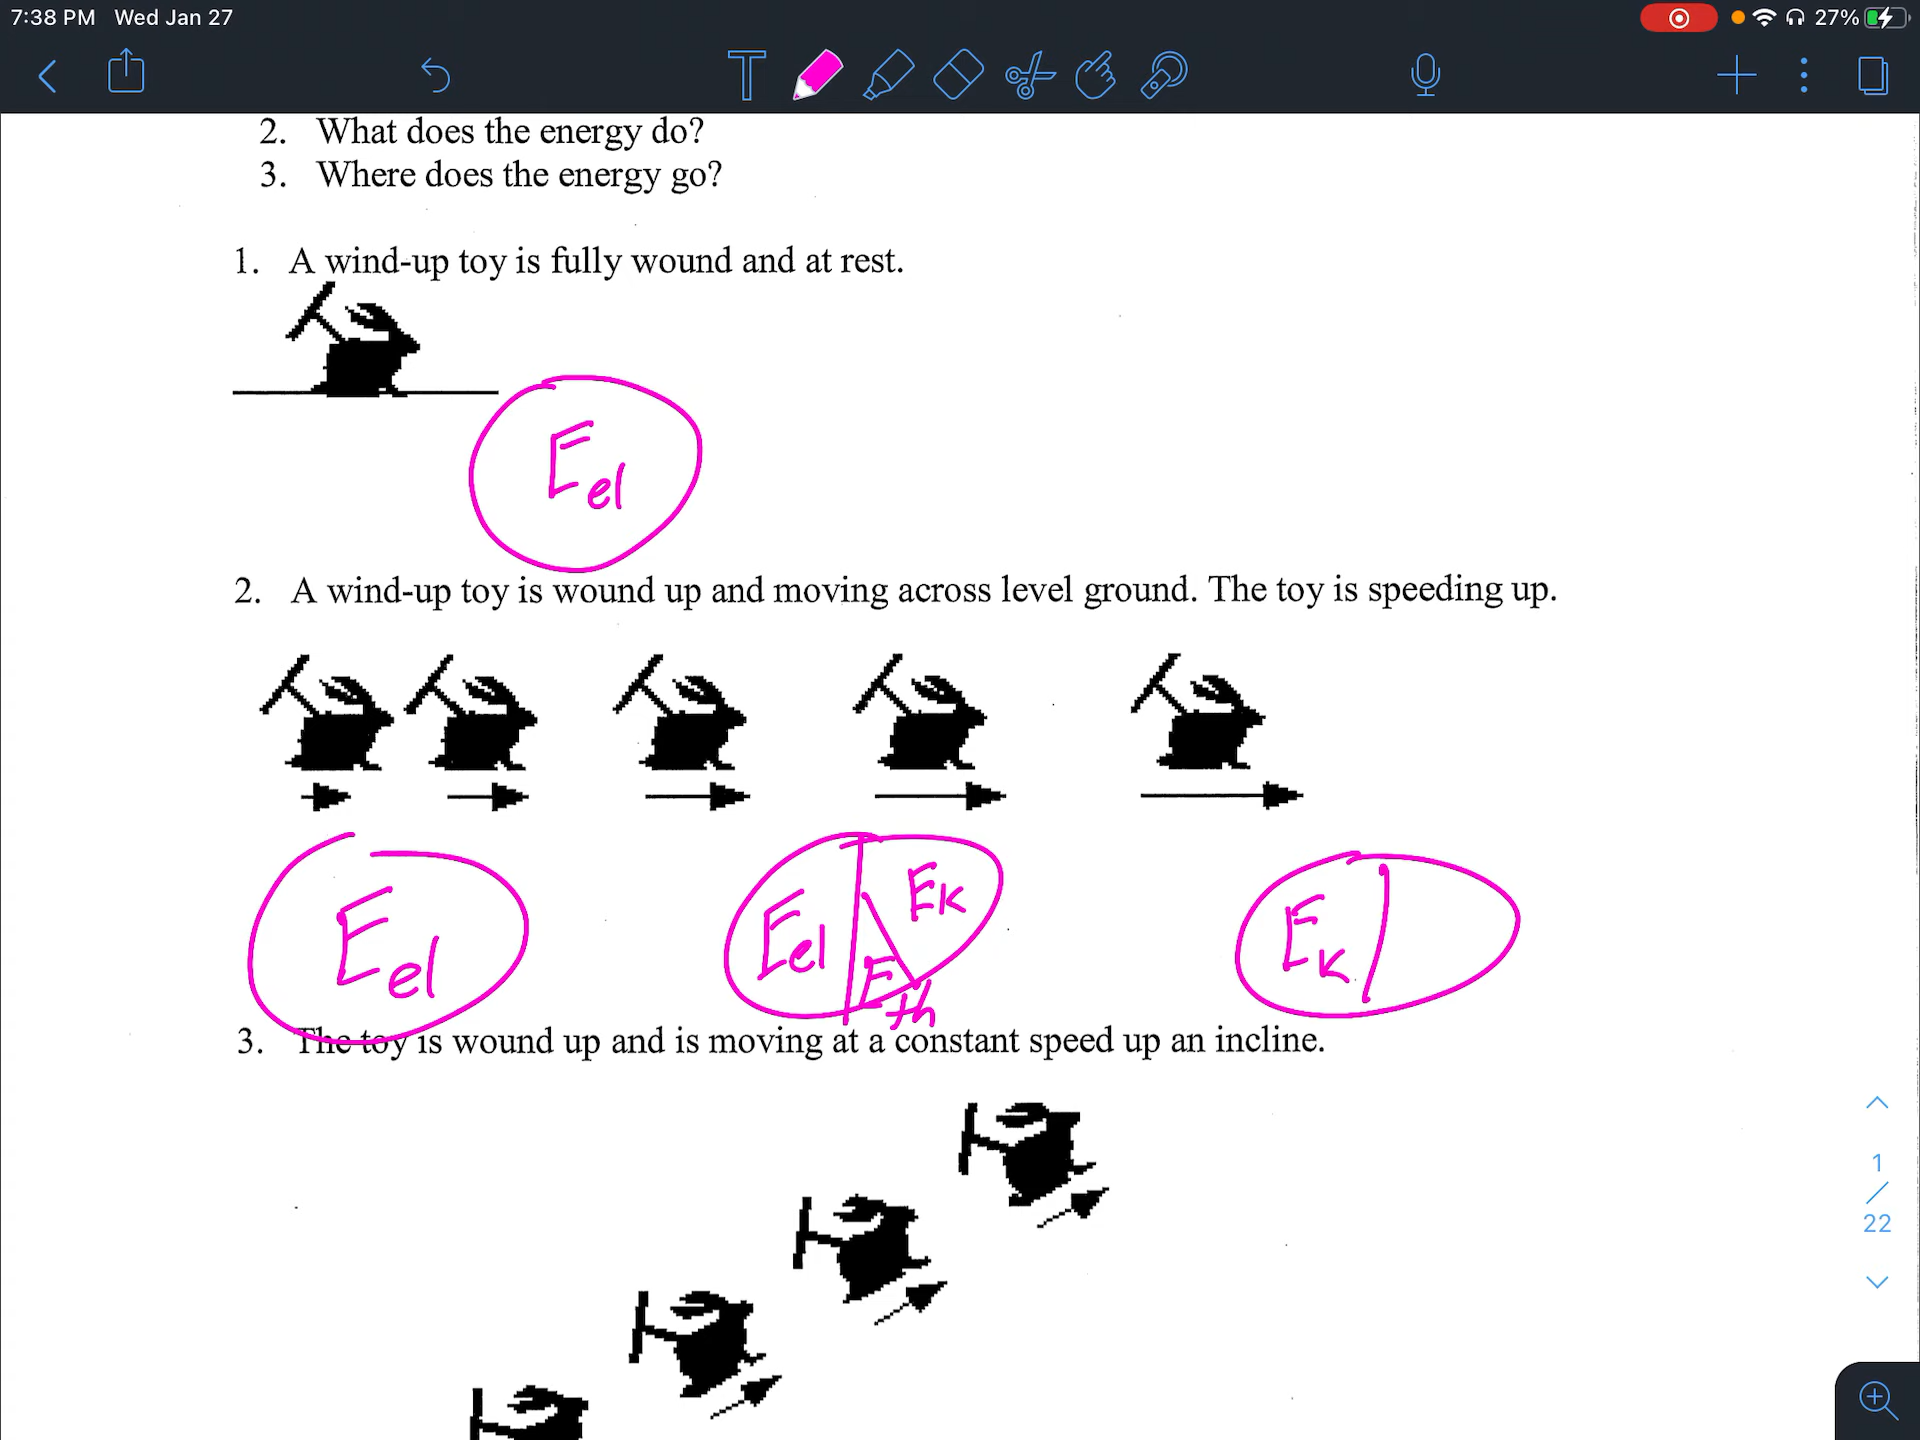 7:38 PM Wed Jan 27
27%
T
2. What does the energy do?
3. Where does the energy go?
1. A wind-up toy is fully wound and at rest.
Eel
2. A wind-up toy is wound up and moving across level ground. The toy is speeding up.
Eel
Eel Ek
Eth
Ek
3. The toy is wound up and is moving at a constant speed up an incline.
1
/
22